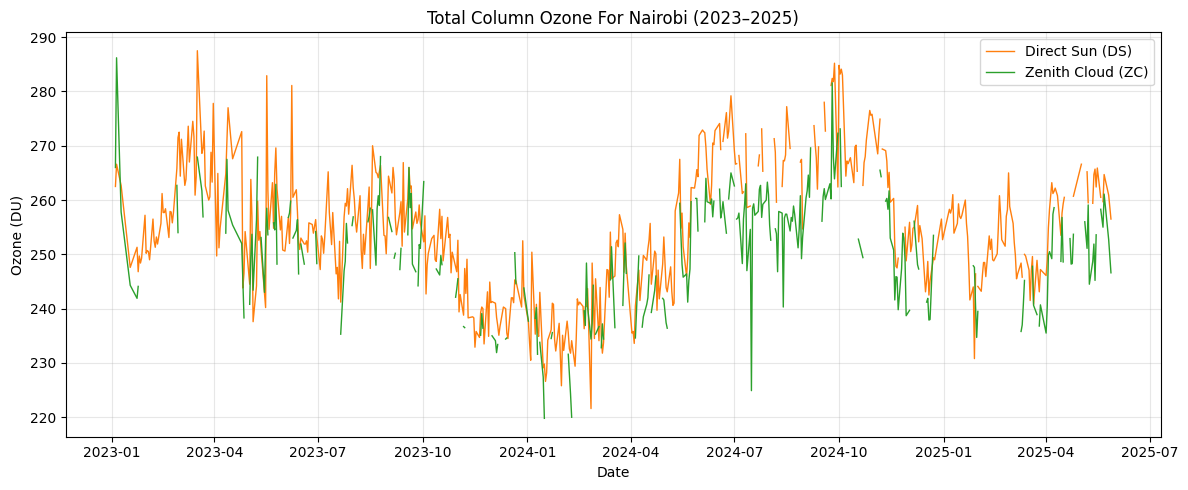 Total Column Ozone For Nairobi (2023–2025)
Direct Sun (DS)
Zenith Cloud (ZC)
Ozone (DU)
290
280
270
260
250
240
230
220
2023-01 2023-04 2023-07 2023-10 2024-01 2024-04 2024-07 2024-10 2025-01 2025-04 2025-07
Date